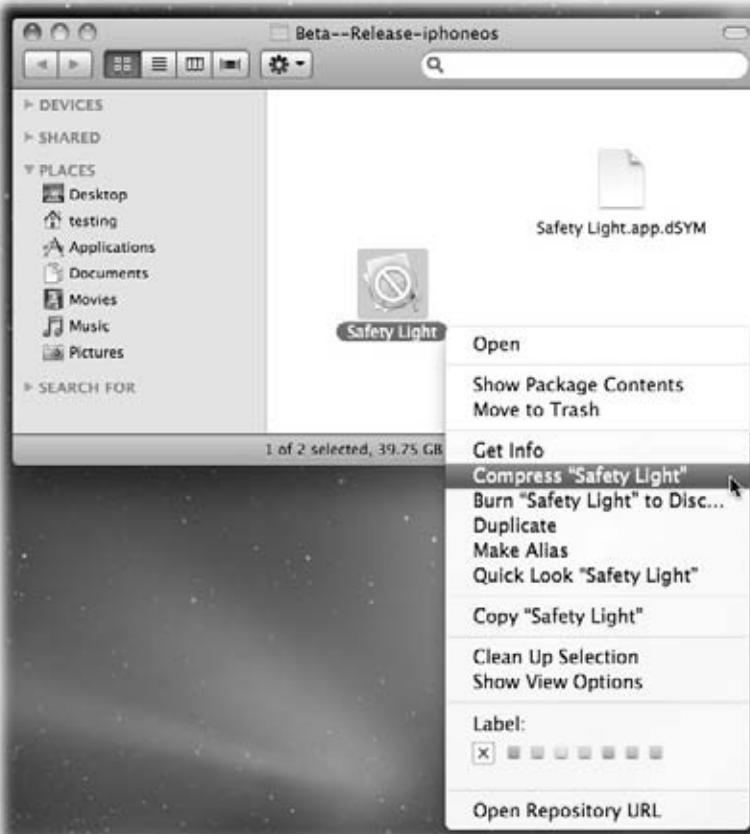 Beta--Release-iphoneos
DEVICES
SHARED
PLACES
Desktop
testing
Applications
Documents
Movies
Music
Pictures
SEARCH FOR
Safety Light.app.dSYM
Safety Light
1 of 2 selected, 39.75 GB
Open
Show Package Contents
Move to Trash
Get Info
Compress “Safety Light”
Burn “Safety Light” to Disc...
Duplicate
Make Alias
Quick Look “Safety Light”
Copy “Safety Light”
Clean Up Selection
Show View Options
Label:
Open Repository URL